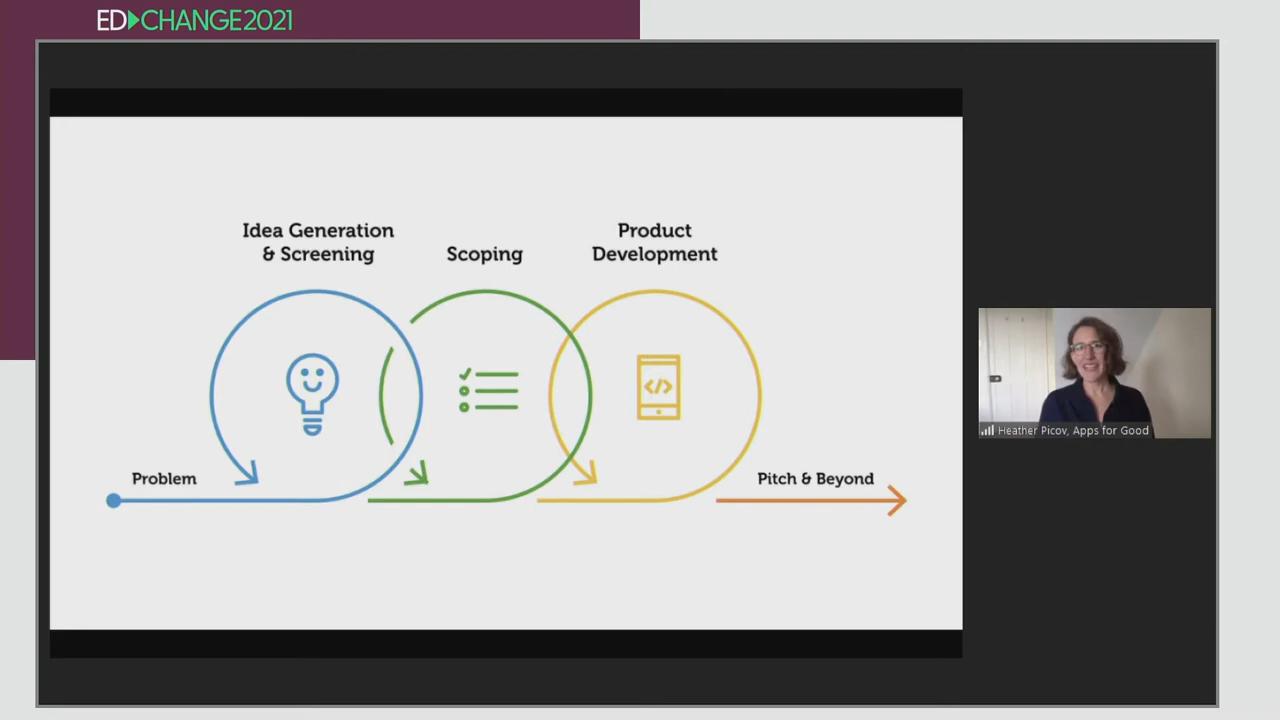 ED▶CHANGE2021
Idea Generation
& Screening
Scoping
Product
Development
Problem
Pitch & Beyond
Heather Picov, Apps for Good